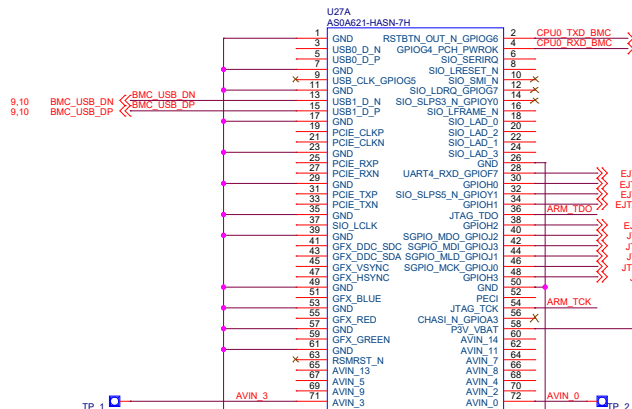 U27A
AS0A621-HASN-7H
1 GND RSTBTN_OUT_N_GPIOG6 2 CPU0_TXD_BMC
3 USB0_D_N GPIOG4_PCH_PWROK 4 CPU0_RXD_BMC
5 USB0_D_P SIO_SERIRQ 6
7 GND SIO_LRESET_N 8
9 USB_CLK_GPIOG5 SIO_SMI_N 10
11 GND SIO_LDRQ_GPIOG7 12
9,10 BMC_USB_DN BMC_USB_DN 13 USB1_D_N SIO_SLPS3_N_GPIOY0 14
9,10 BMC_USB_DP BMC_USB_DP 15 USB1_D_P SIO_LFRAME_N 16
17 GND SIO_LAD_0 18
19 PCIE_CLKP SIO_LAD_2 20
21 PCIE_CLKN SIO_LAD_1 22
23 GND SIO_LAD_3 24
25 PCIE_RXP GND 26
27 PCIE_RXN UART4_RXD_GPIOF7 28
29 GND GPIOH0 30
31 PCIE_TXP SIO_SLPS5_N_GPIOY1 32
33 PCIE_TXN GPIOH1 34
35 GND JTAG_TDO 36 ARM_TDO
37 SIO_LCLK GPIOH2 38
39 GND SGPIO_MDO_GPIOJ2 40
41 GFX_DDC_SDC SGPIO_MDI_GPIOJ3 42
43 GFX_DDC_SDA SGPIO_MLD_GPIOJ1 44
45 GFX_VSYNC SGPIO_MCK_GPIOJ0 46
47 GFX_HSYNC GPIOH3 48
49 GND GND 50
51 GFX_BLUE PECI 52
53 GND JTAG_TCK 54 ARM_TCK
55 GFX_RED CHASI_N_GPIOA3 56
57 GND P3V_VBAT 58
59 GFX_GREEN AVIN_14 60
61 GND AVIN_11 62
63 RSMRST_N AVIN_7 64
65 AVIN_13 AVIN_8 66
67 AVIN_5 AVIN_4 68
69 AVIN_9 AVIN_2 70
TP_1 AVIN_3 71 AVIN_3 AVIN_0 72 AVIN_0 TP_2